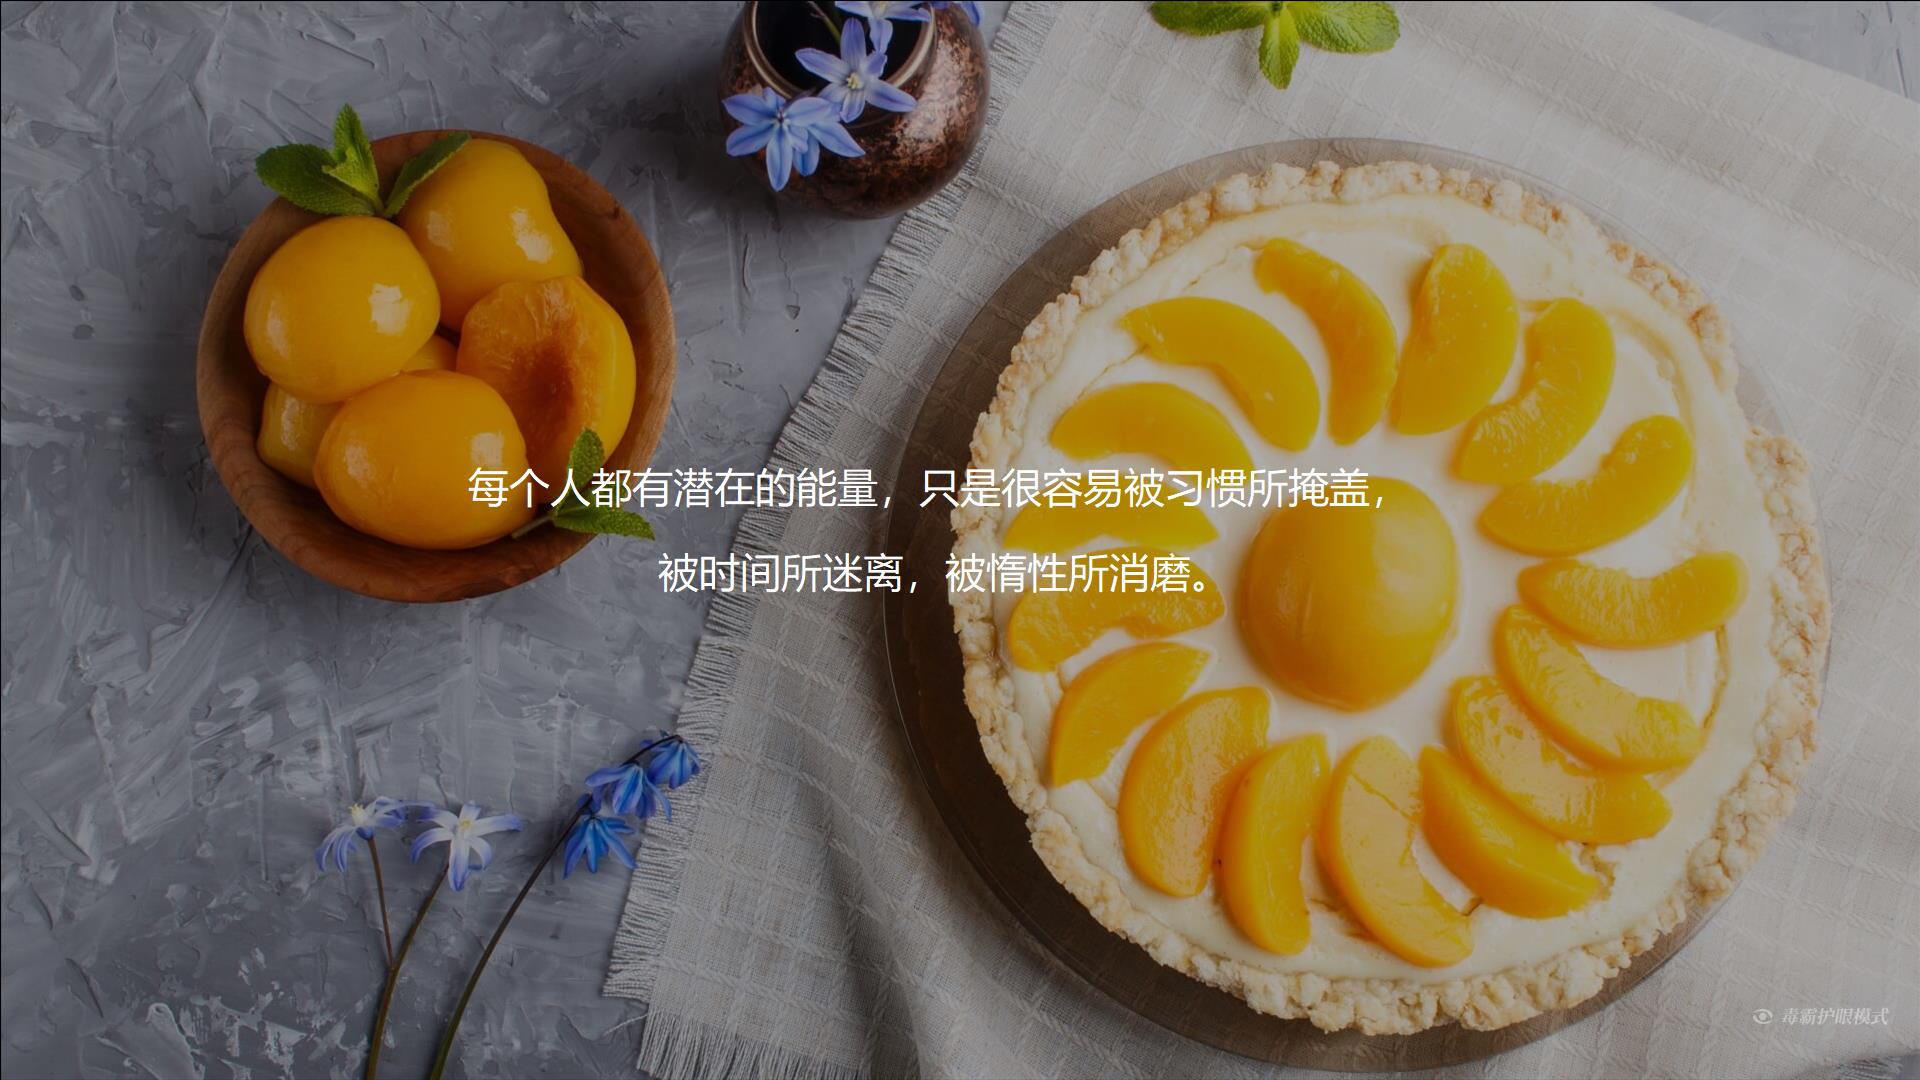 每个人都有潜在的能量，只是很容易被习惯所掩盖，
被时间所迷离，被惰性所消磨。
毒霸护眼模式